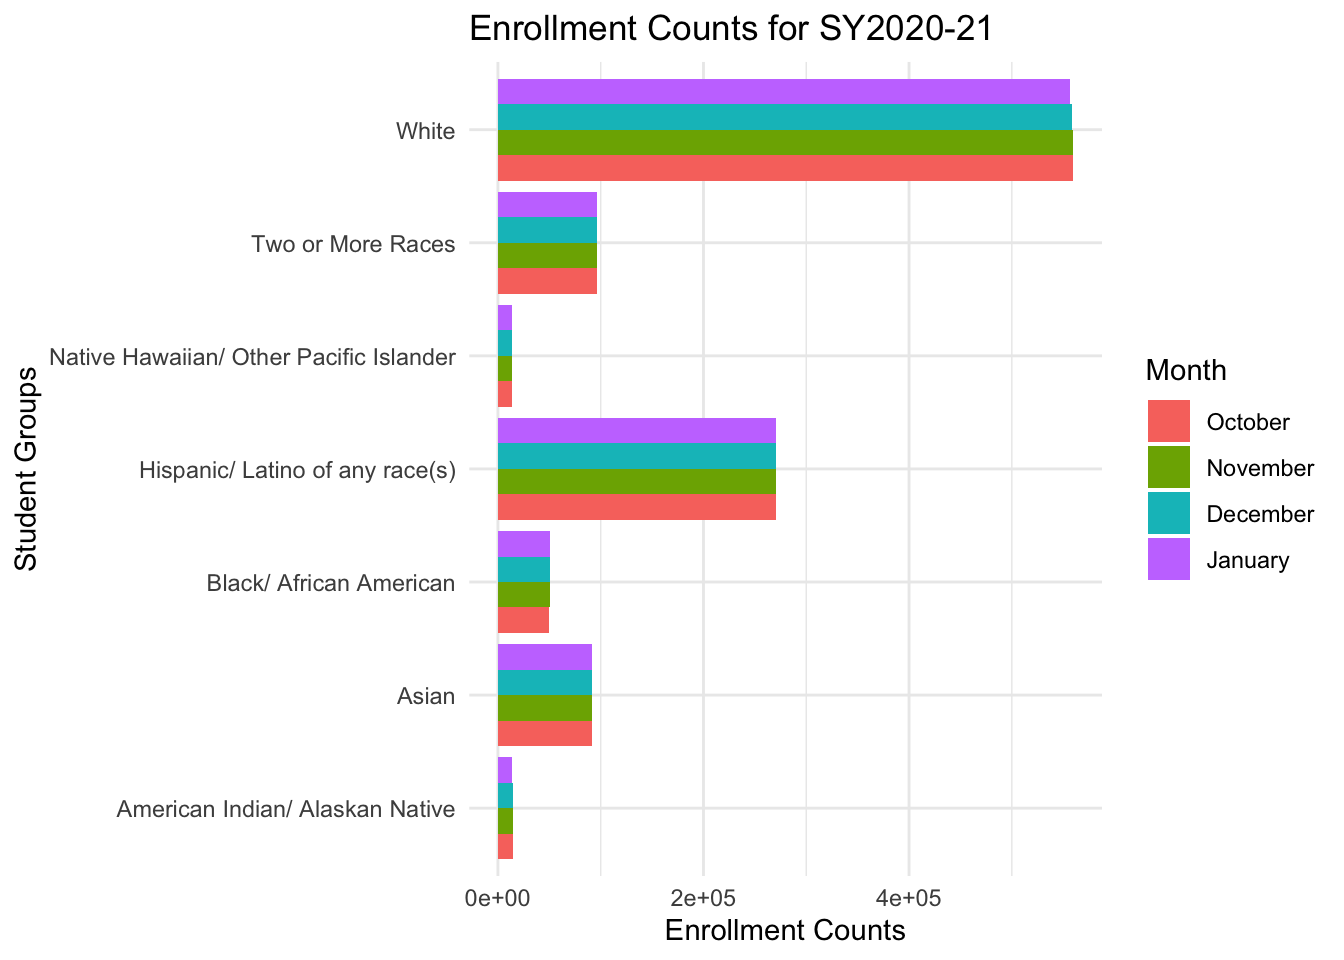 Enrollment Counts for SY2020-21
White
Two or More Races
Native Hawaiian/ Other Pacific Islander
Hispanic/ Latino of any race(s)
Black/ African American
Asian
American Indian/ Alaskan Native
Student Groups
0e+00 2e+05 4e+05
Enrollment Counts
Month
October
November
December
January